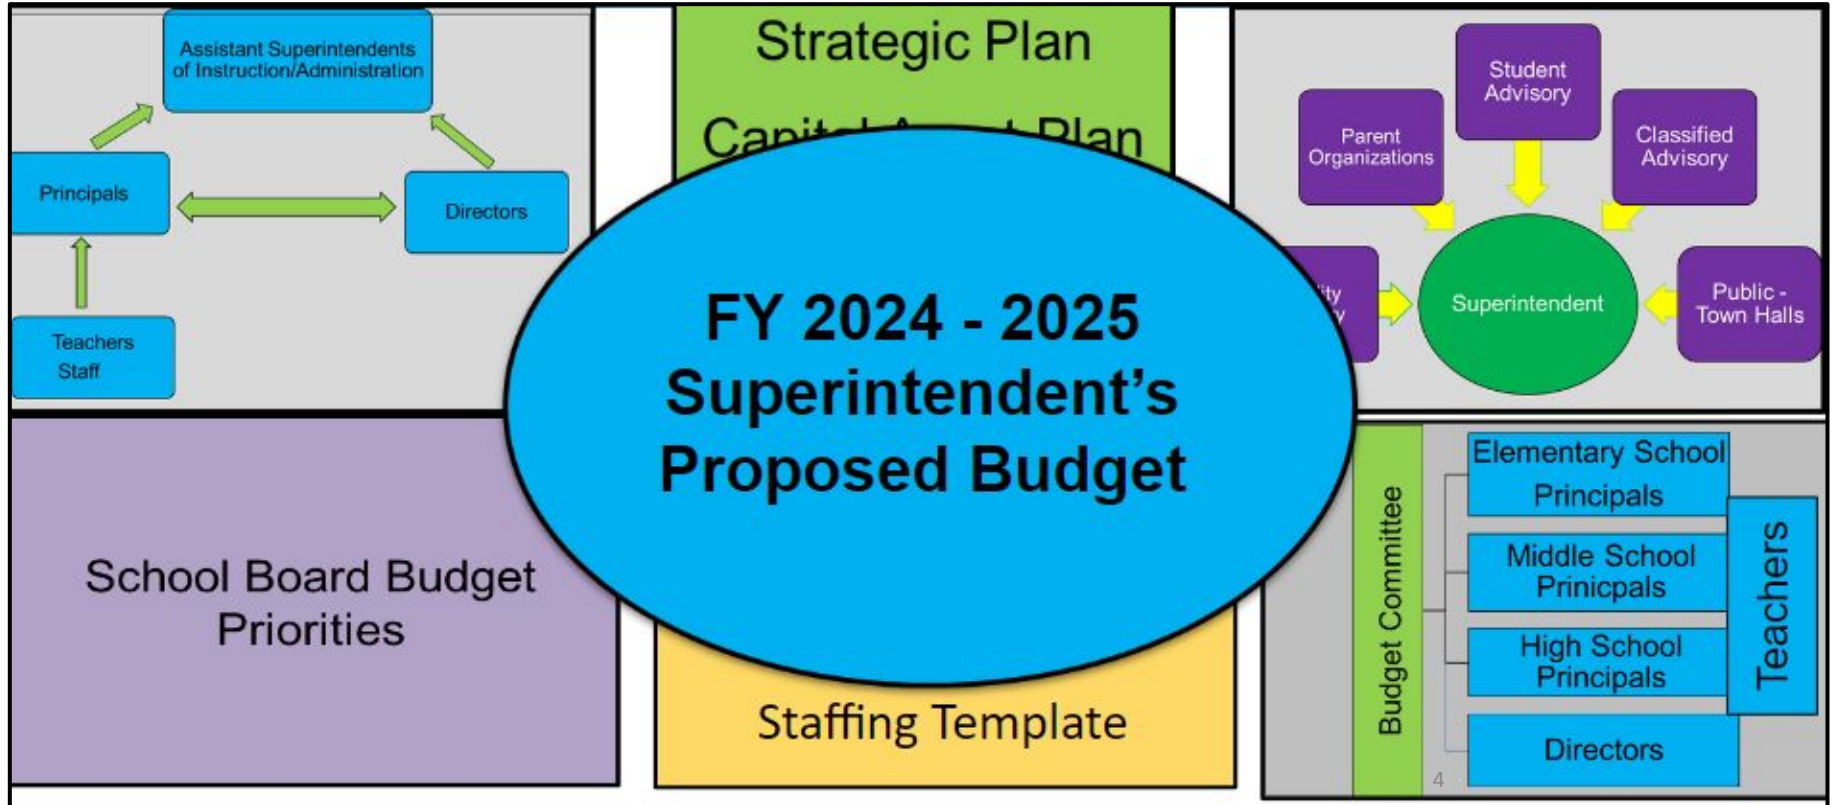 Assistant Superintendents
of Instruction/Administration
Principals
Directors
Teachers
Staff
Strategic Plan
Plan
Student
Advisory
Parent
Organizations
Classified
Advisory
Superintendent
Public -
Town Halls
FY 2024 - 2025
Superintendent’s
Proposed Budget
School Board Budget
Priorities
Staffing Template
Budget Committee
Elementary School
Principals
Middle School
Prinicpals
High School
Principals
Directors
Teachers
4